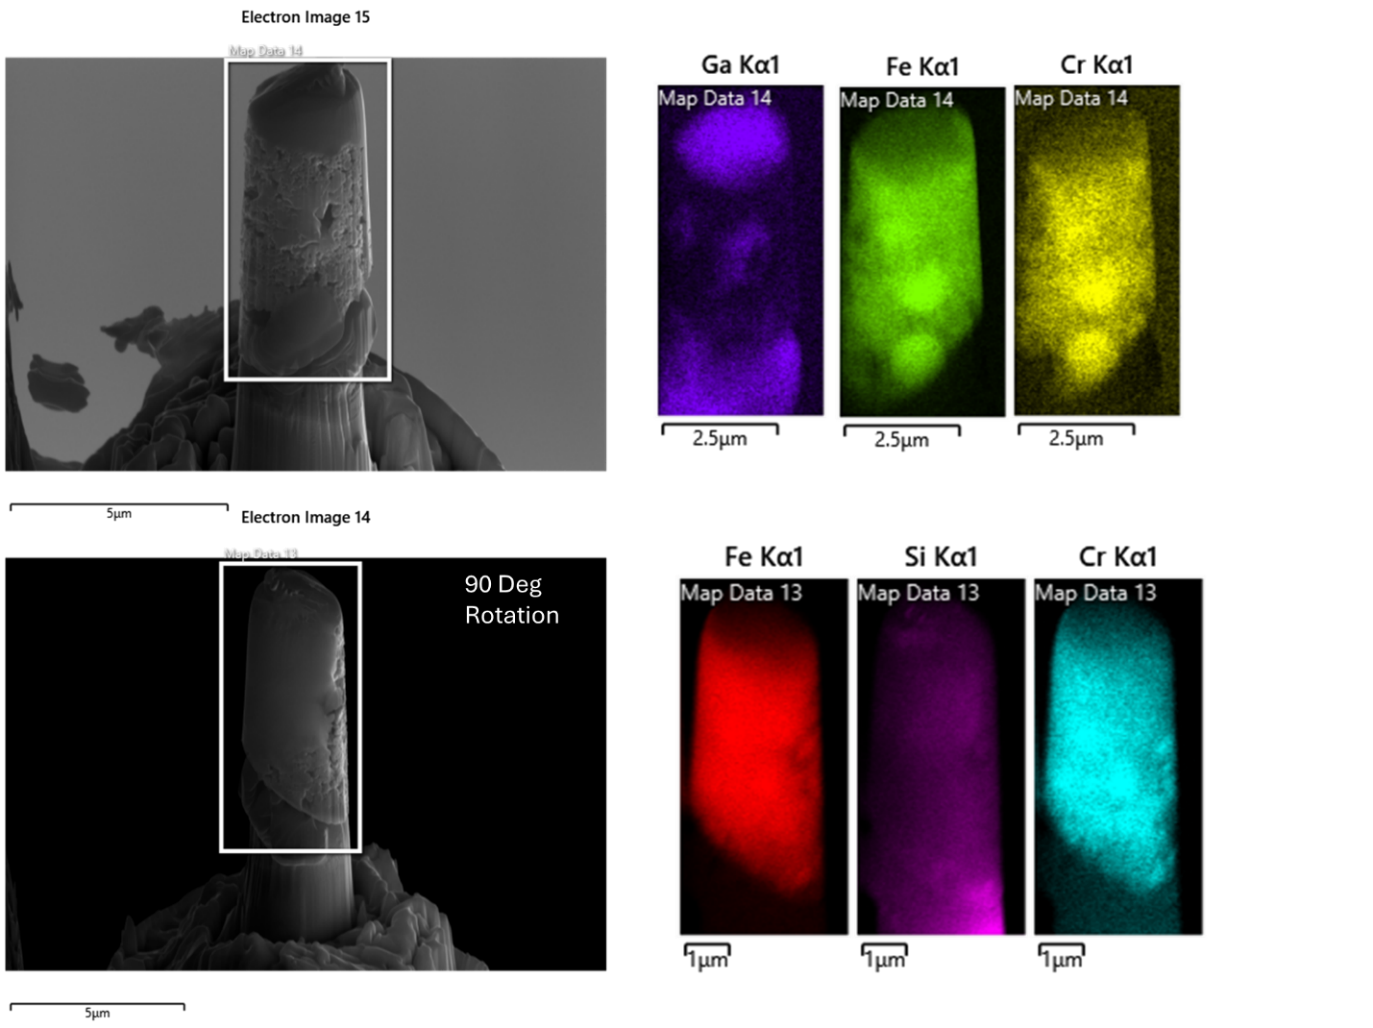 Electron Image 15
Map Data 14
5μm
Ga Kα1
Fe Kα1
Cr Kα1
Map Data 14
Map Data 14
Map Data 14
2.5μm
2.5μm
2.5μm
Electron Image 14
Map Data 13
90 Deg
Rotation
5μm
Fe Kα1
Si Kα1
Cr Kα1
Map Data 13
Map Data 13
Map Data 13
1μm
1μm
1μm